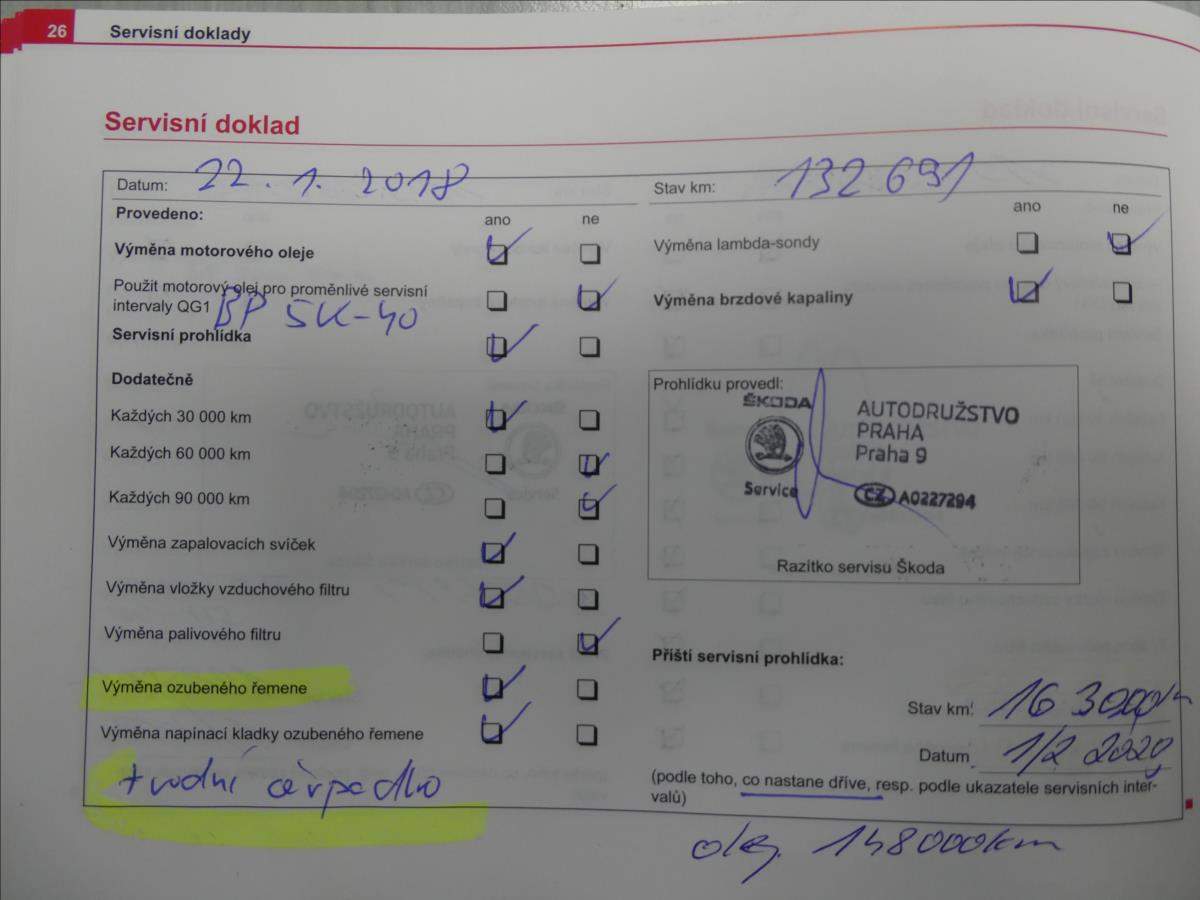 26 Servisní doklady
Servisní doklad
Datum: 22.1.2018
Stav km: 132 691
Provedeno: ano ne
ano ne
Výměna motorového oleje
Výměna lambda-sondy
Použit motorový olej pro proměnlivé servisní
intervaly QG1 BP 5K-40
Výměna brzdové kapaliny
Servisní prohlídka
Dodatečně
Každých 30 000 km
Každých 60 000 km
Každých 90 000 km
Výměna zapalovacích svíček
Výměna vložky vzduchového filtru
Výměna palivového filtru
Výměna ozubeného řemene
Výměna napínací kladky ozubeného řemene
+ vodní čerpadlo
Prohlídku provedl:
ŠKODA
Service
AUTODRUŽSTVO
PRAHA
Praha 9
CZ A0227294
Razítko servisu Škoda
Příští servisní prohlídka:
Stav km: 16 3000km
Datum 1/2 2020
(podle toho, co nastane dříve, resp. podle ukazatele servisních inter-
valů)
olej 148000km